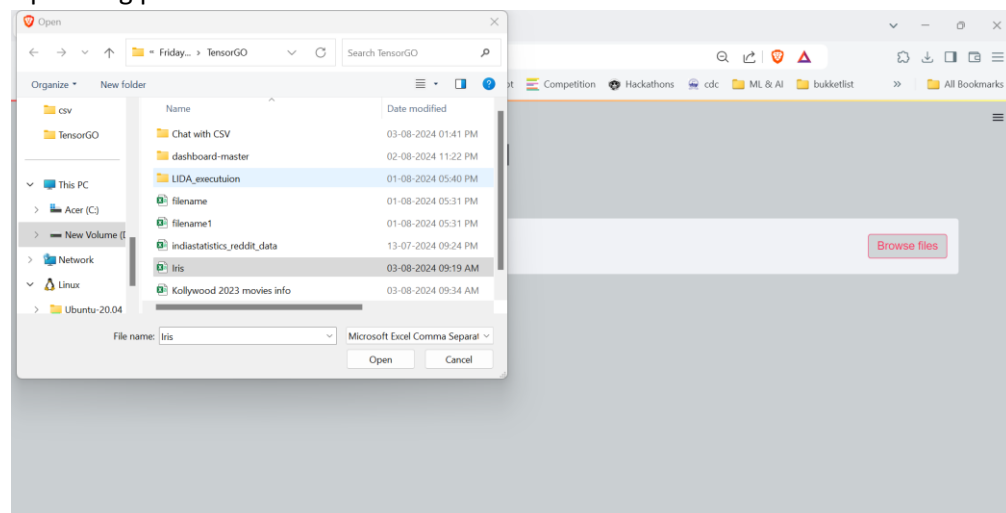 Open
Friday... > TensorGO
Search TensorGO
Organize
New folder
Competition
Hackathons
cdc
ML & AI
bukketlist
»
All Bookmarks
csv
TensorGO
This PC
Acer (C:)
New Volume (D
Network
Linux
Ubuntu-20.04
Name
Date modified
Chat with CSV
03-08-2024 01:41 PM
dashboard-master
02-08-2024 11:22 PM
LIDA_executuion
01-08-2024 05:40 PM
filename
01-08-2024 05:31 PM
filename1
01-08-2024 05:31 PM
indiastatistics_reddit_data
13-07-2024 09:24 PM
Iris
03-08-2024 09:19 AM
Kollywood 2023 movies info
03-08-2024 09:34 AM
File name: Iris
Microsoft Excel Comma Separat
Open
Cancel
Browse files